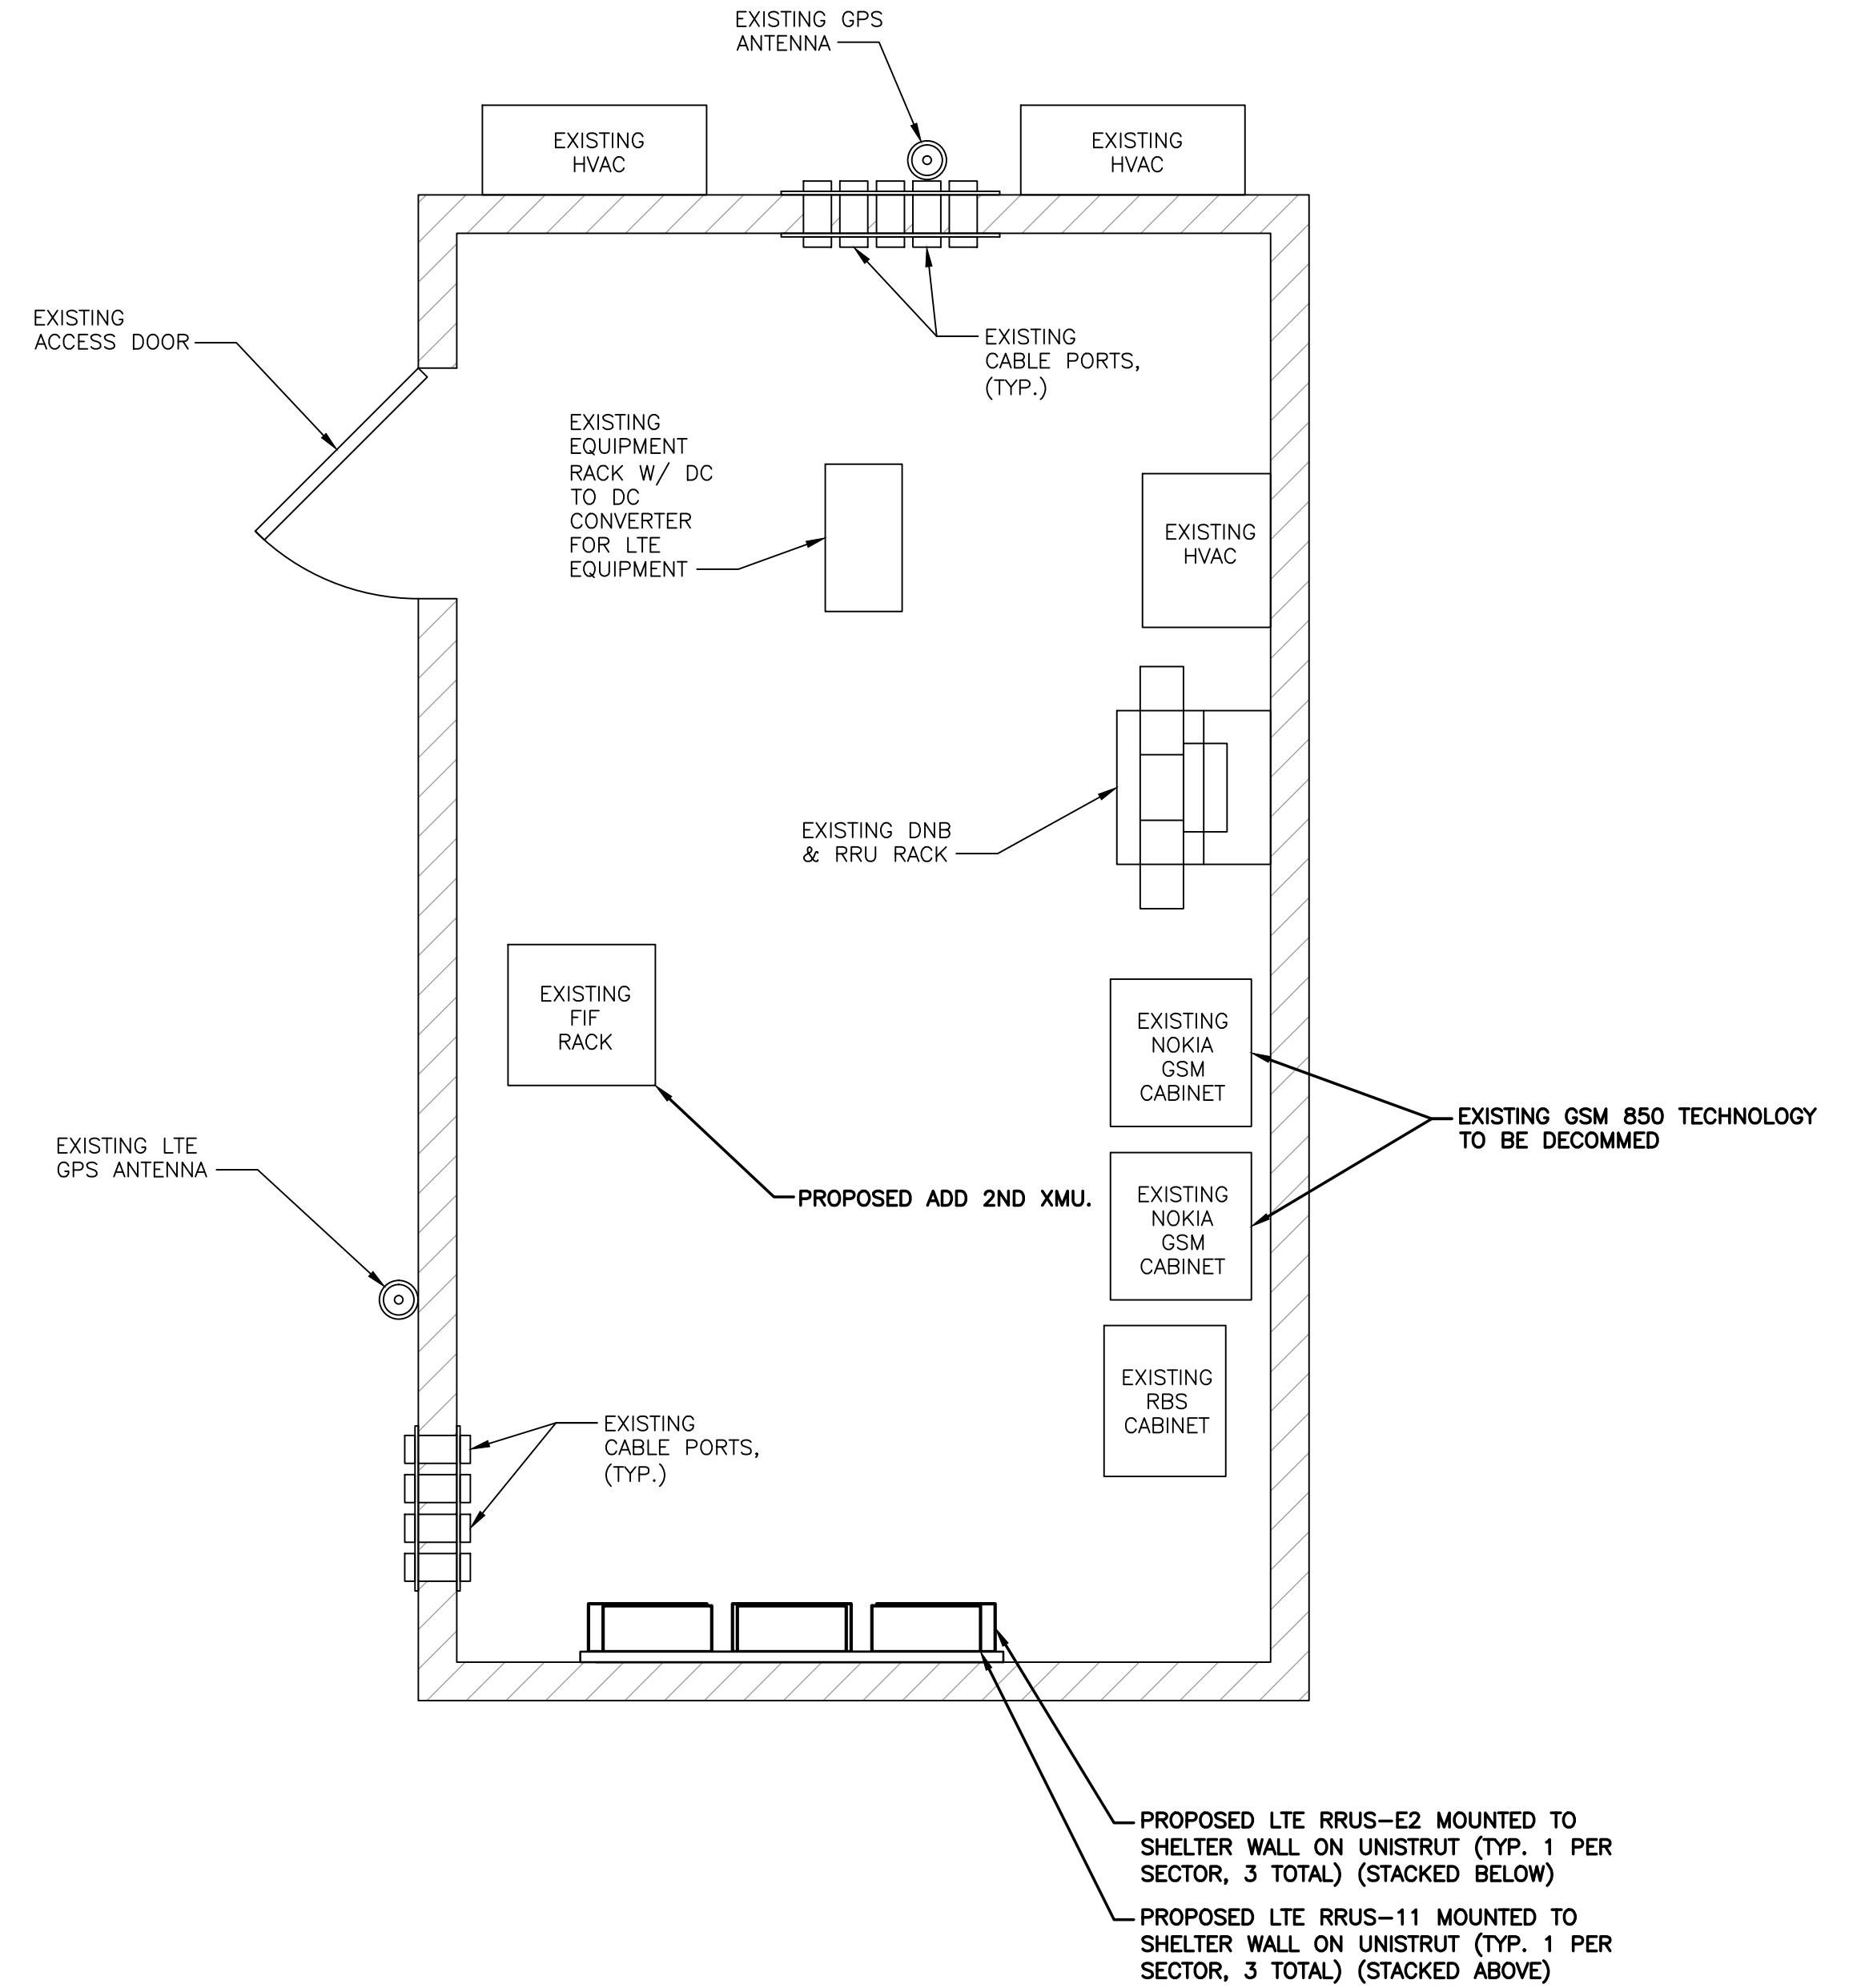 EXISTING GPS
ANTENNA
EXISTING
HVAC
EXISTING
HVAC
EXISTING
ACCESS DOOR
EXISTING
CABLE PORTS,
(TYP.)
EXISTING
EQUIPMENT
RACK W/ DC
TO DC
CONVERTER
FOR LTE
EQUIPMENT
EXISTING
HVAC
EXISTING DNB
& RRU RACK
EXISTING
FIF
RACK
EXISTING
NOKIA
GSM
CABINET
EXISTING GSM 850 TECHNOLOGY
TO BE DECOMMED
EXISTING LTE
GPS ANTENNA
PROPOSED ADD 2ND XMU.
EXISTING
NOKIA
GSM
CABINET
EXISTING
RBS
CABINET
EXISTING
CABLE PORTS,
(TYP.)
PROPOSED LTE RRUS-E2 MOUNTED TO
SHELTER WALL ON UNISTRUT (TYP. 1 PER
SECTOR, 3 TOTAL) (STACKED BELOW)
PROPOSED LTE RRUS-11 MOUNTED TO
SHELTER WALL ON UNISTRUT (TYP. 1 PER
SECTOR, 3 TOTAL) (STACKED ABOVE)